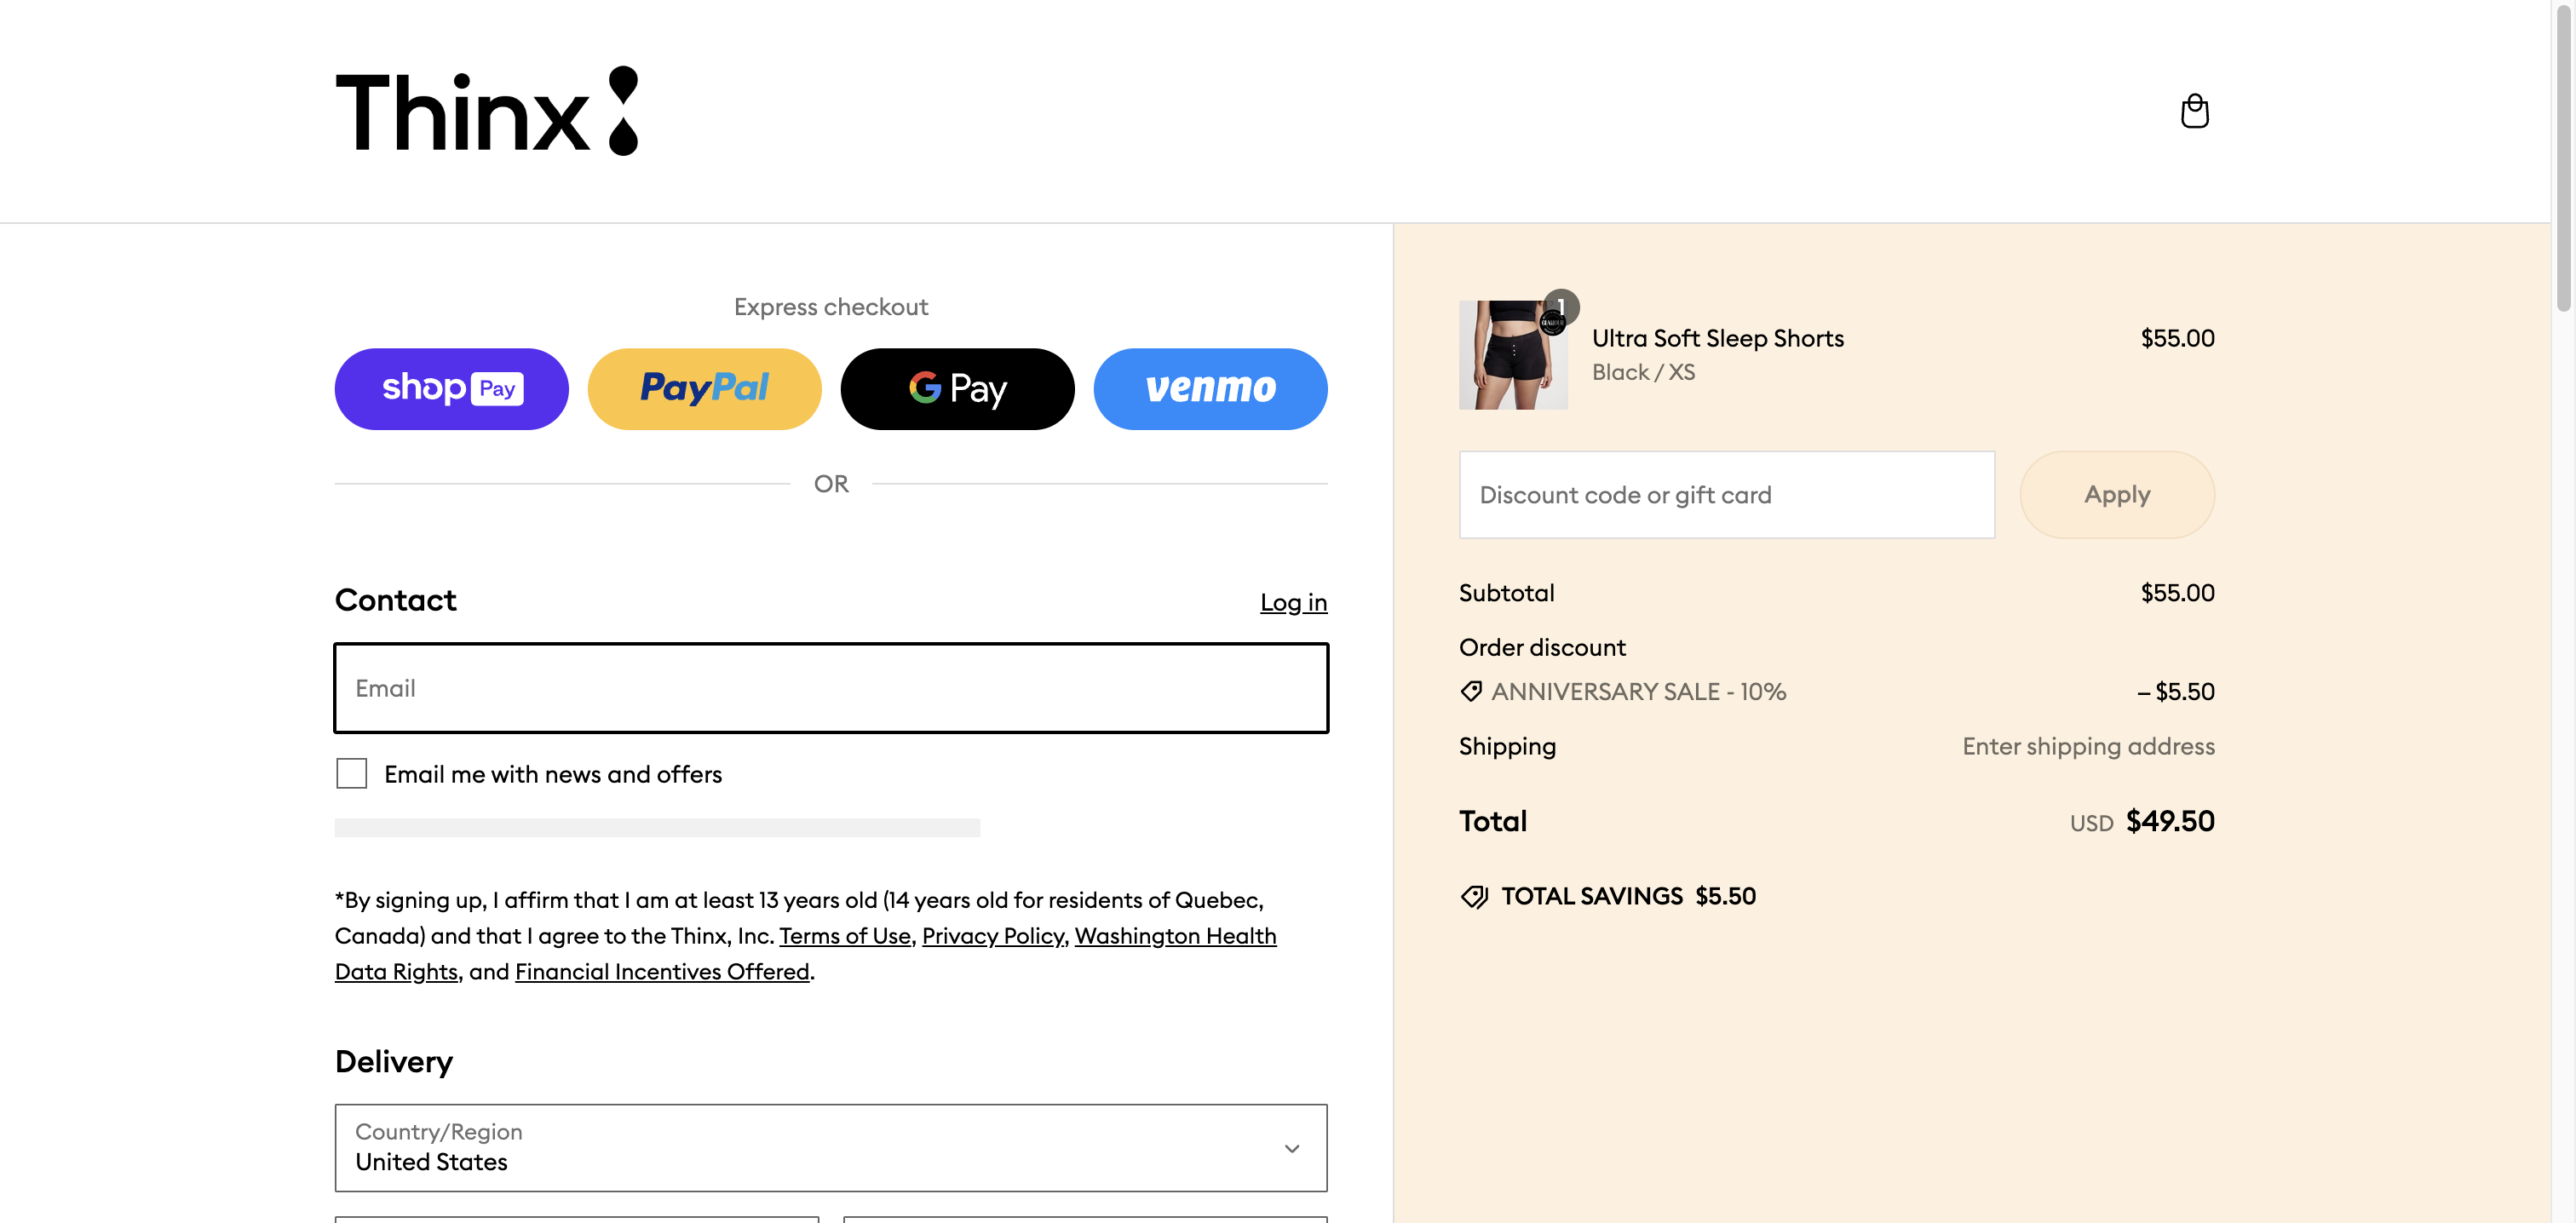 Thinx
Express checkout
shop Pay
PayPal
G Pay
venmo
OR
Contact
Log in
Email
Email me with news and offers
*By signing up, I affirm that I am at least 13 years old (14 years old for residents of Quebec,
Canada) and that I agree to the Thinx, Inc. Terms of Use, Privacy Policy, Washington Health
Data Rights, and Financial Incentives Offered.
Delivery
Country/Region
United States
1
Ultra Soft Sleep Shorts
$55.00
Black / XS
Discount code or gift card
Apply
Subtotal
$55.00
Order discount
ANNIVERSARY SALE - 10%
– $5.50
Shipping
Enter shipping address
Total
USD $49.50
TOTAL SAVINGS $5.50